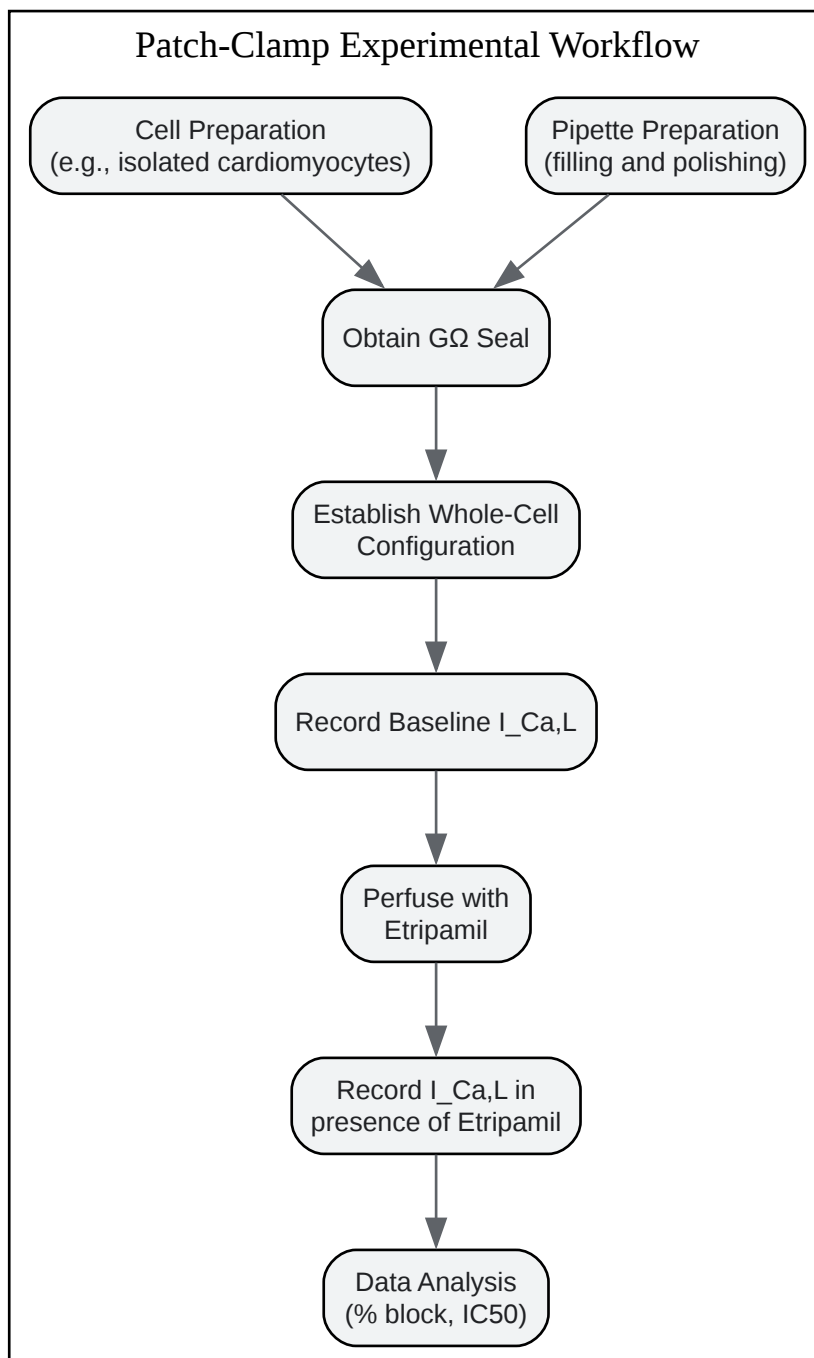 Patch-Clamp Experimental Workflow
Cell Preparation
(e.g., isolated cardiomyocytes)
Pipette Preparation
(filling and polishing)
Obtain GΩ Seal
Establish Whole-Cell
Configuration
Record Baseline I_Ca,L
Perfuse with
Etripamil
Record I_Ca,L in
presence of Etripamil
Data Analysis
(% block, IC50)